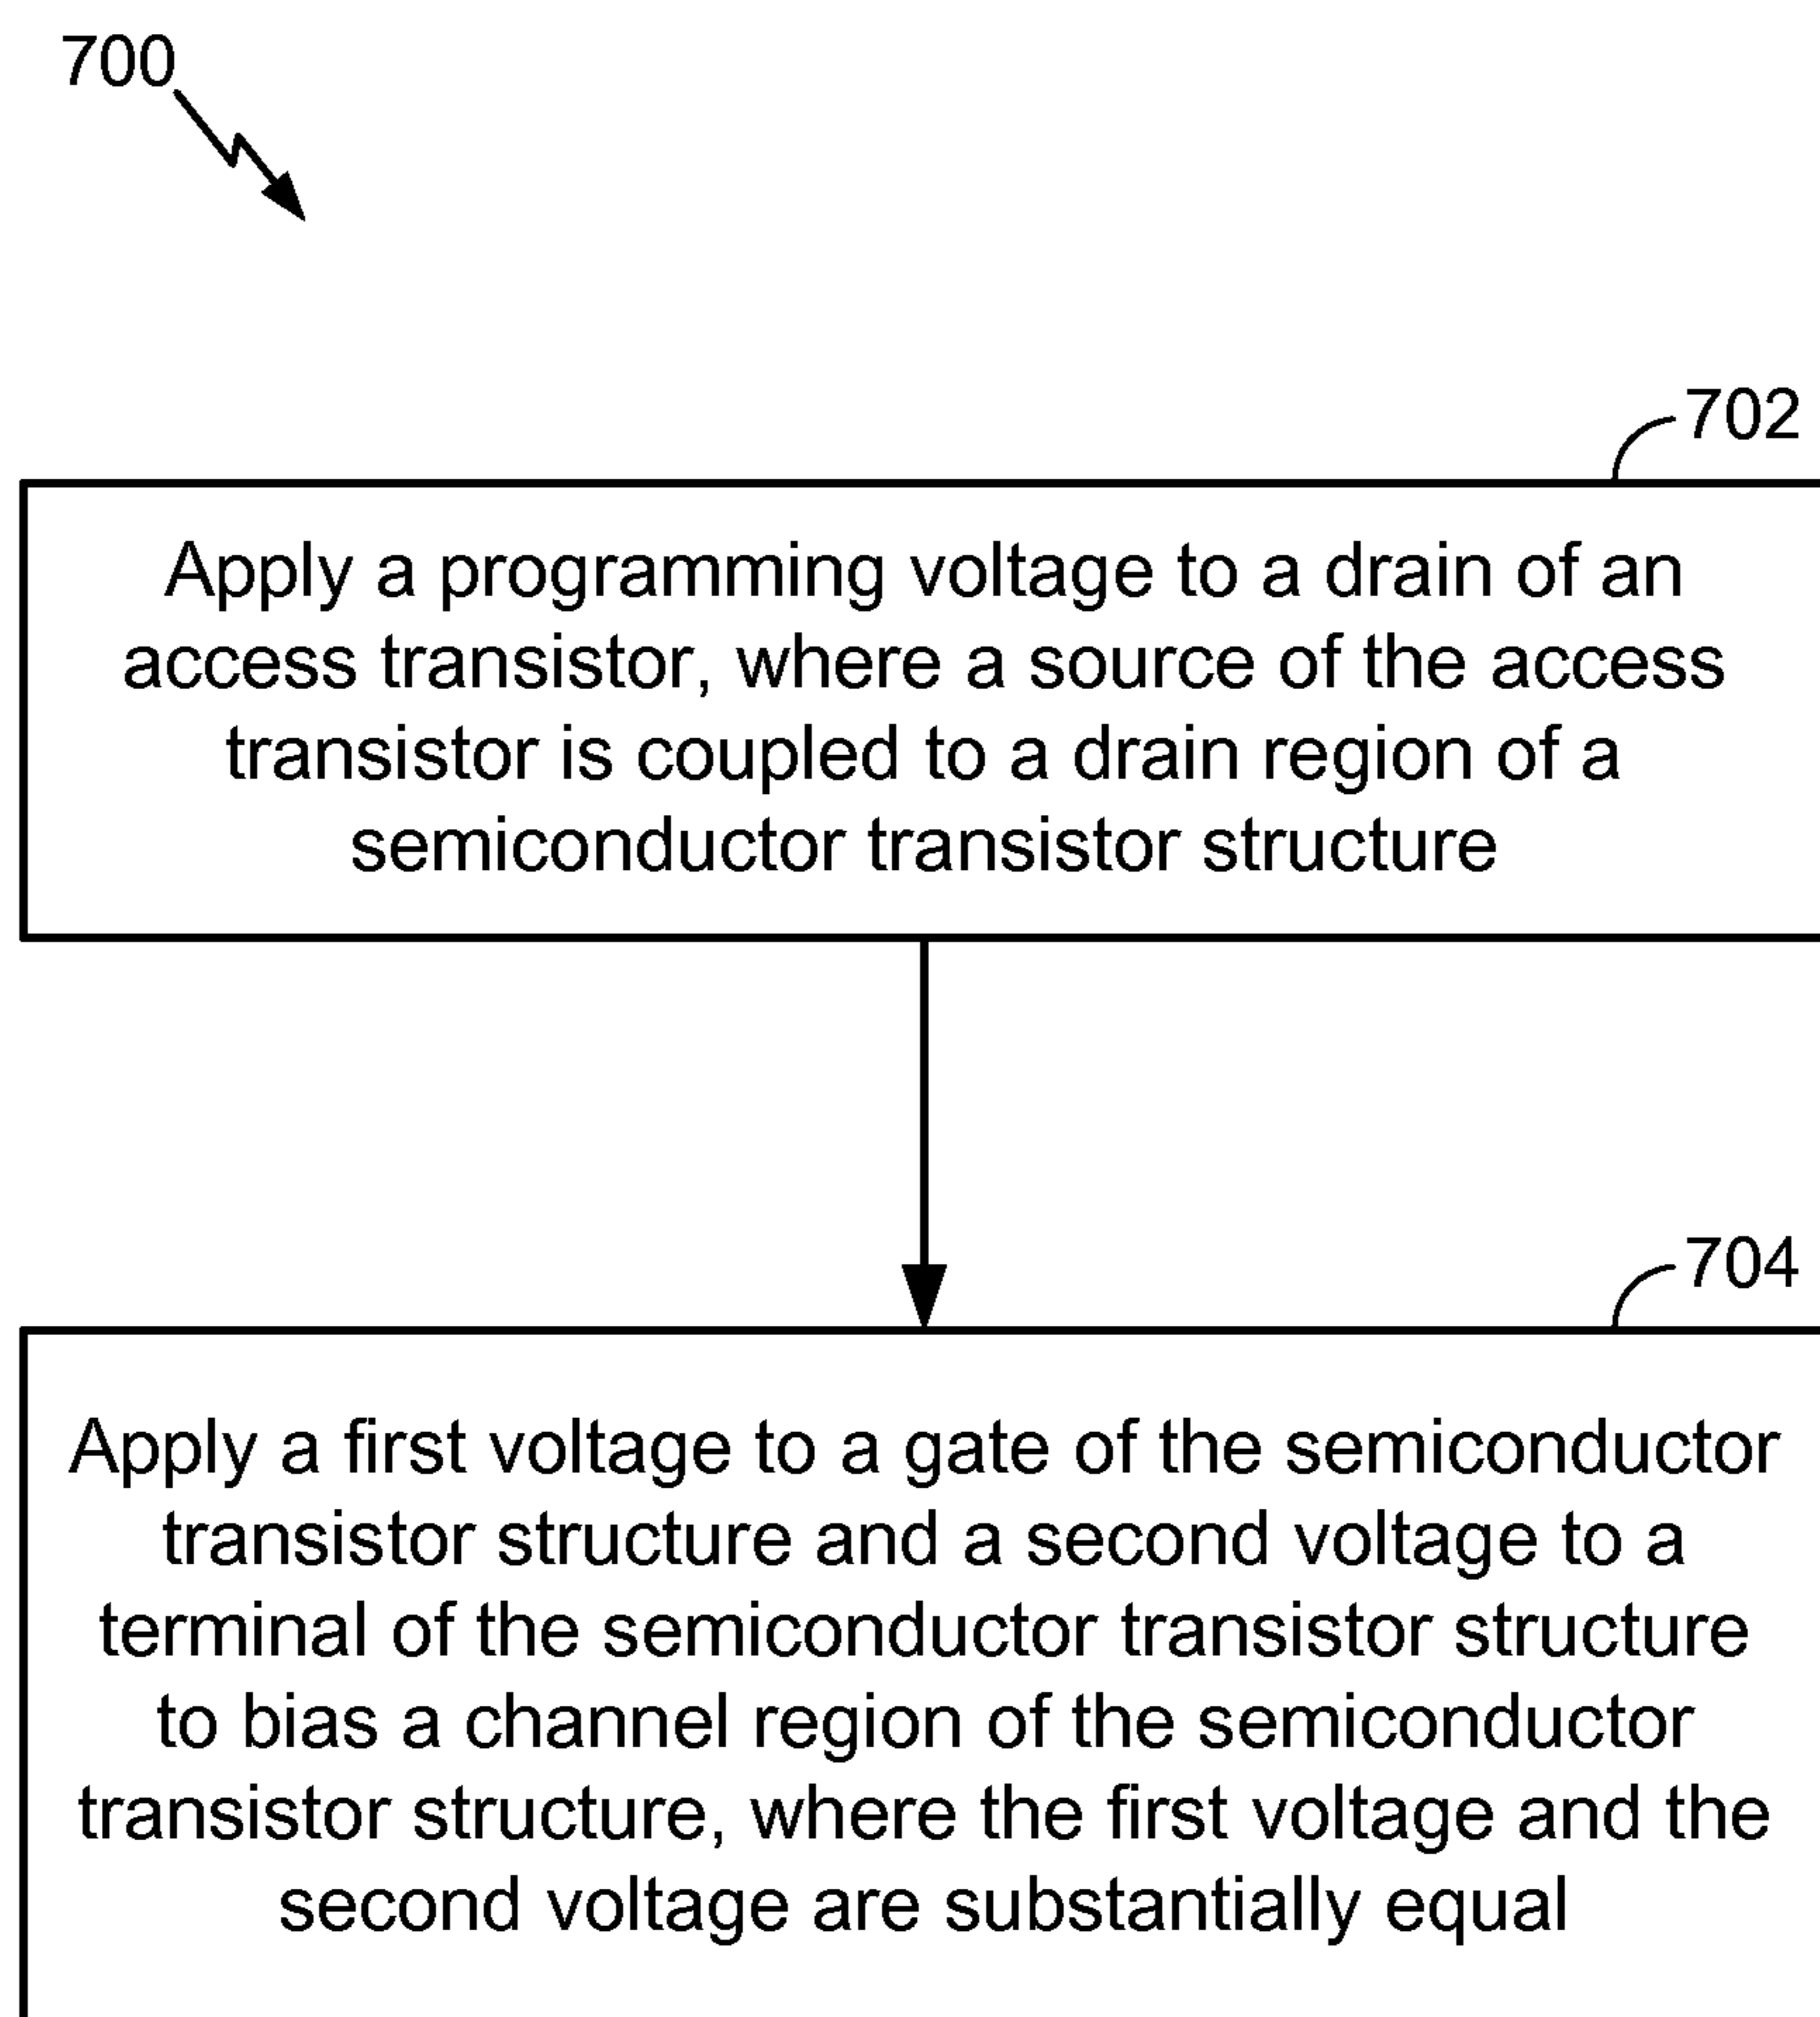 700
702
Apply a programming voltage to a drain of an
access transistor, where a source of the access
transistor is coupled to a drain region of a
semiconductor transistor structure
704
Apply a first voltage to a gate of the semiconductor
transistor structure and a second voltage to a
terminal of the semiconductor transistor structure
to bias a channel region of the semiconductor
transistor structure, where the first voltage and the
second voltage are substantially equal